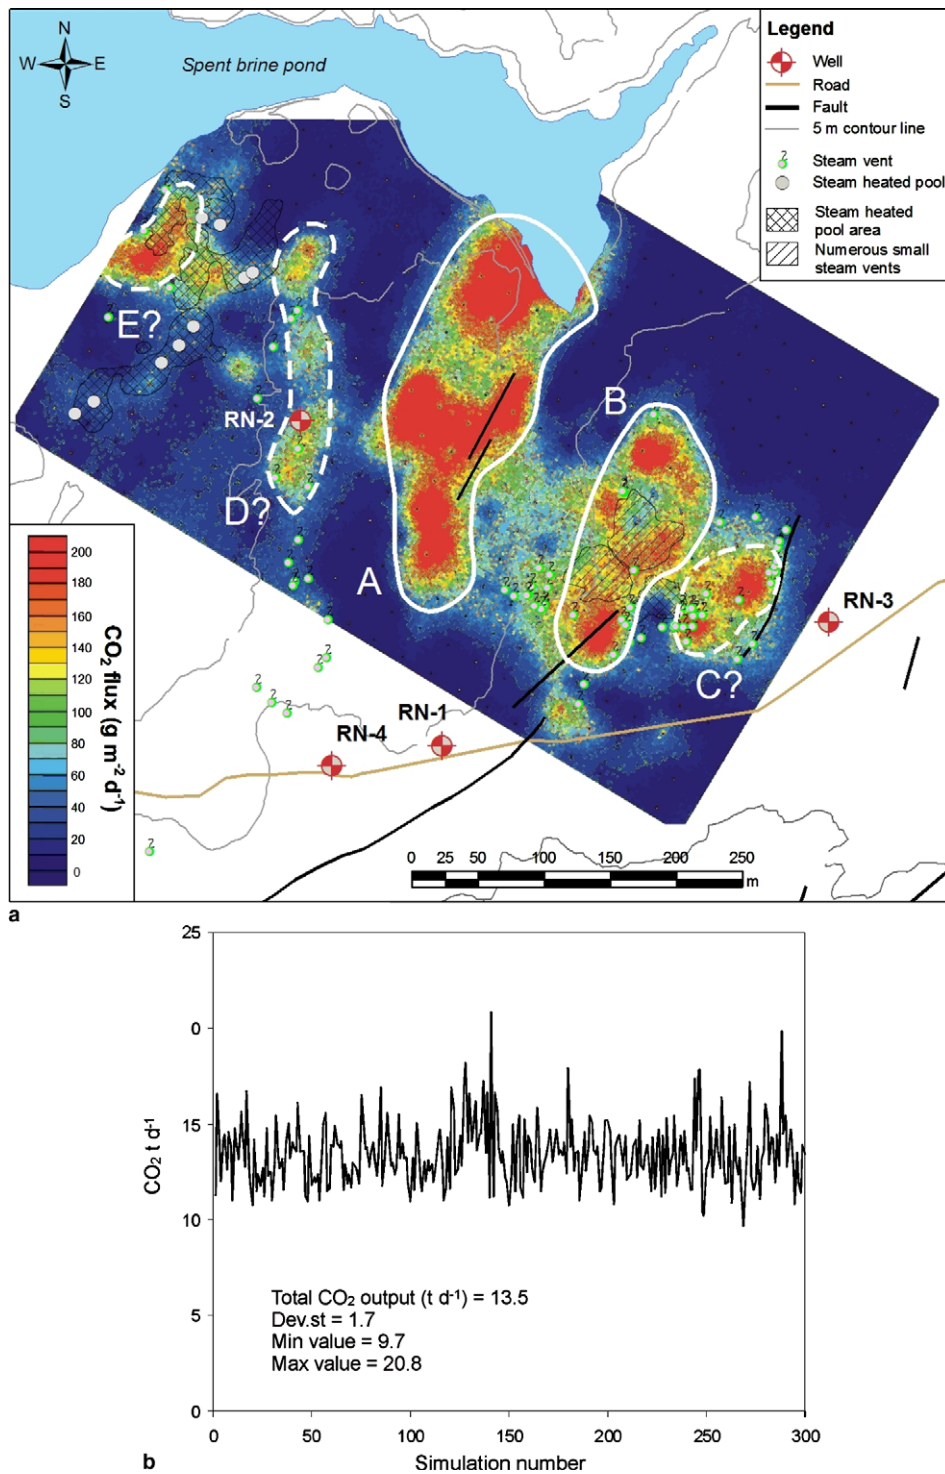 N
W E
S
Spent brine pond
Legend
Well
Road
Fault
5 m contour line
Steam vent
Steam heated pool
Steam heated
pool area
Numerous small
steam vents
E?
RN-2
D?
A
B
C?
RN-3
RN-1
RN-4
CO₂ flux (g m⁻² d⁻¹)
200
180
160
140
120
100
80
60
40
20
0
0 25 50 100 150 200 250
m
a
25
0
15
10
5
0
CO₂ t d⁻¹
Total CO₂ output (t d⁻¹) = 13.5
Dev.st = 1.7
Min value = 9.7
Max value = 20.8
0 50 100 150 200 250 300
Simulation number
b